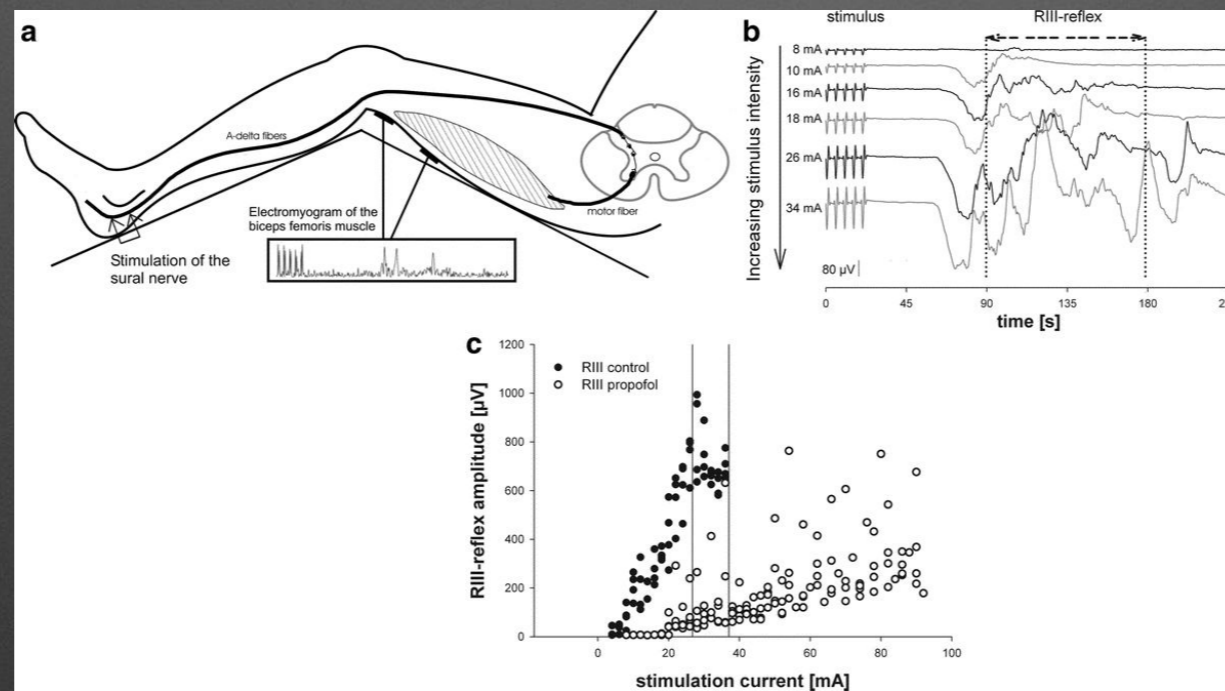 a
A-delta fibers
Electromyogram of the
biceps femoris muscle
motor fiber
Stimulation of the
sural nerve
b
stimulus
RIII-reflex
Increasing stimulus intensity
8 mA
10 mA
16 mA
18 mA
26 mA
34 mA
80 µV
0
45
90
135
180
time [s]
c
RIII-reflex amplitude [µV]
1200
1000
800
600
400
200
0
RIII control
RIII propofol
0
20
40
60
80
100
stimulation current [mA]